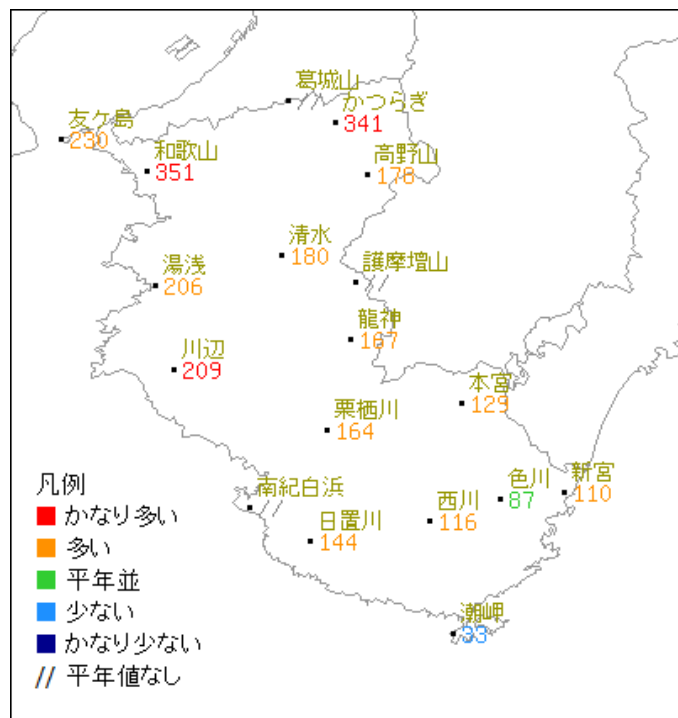 葛城山
かつらぎ
341
友ケ島
230
和歌山
351
高野山
178
清水
180
護摩壇山
//
湯浅
206
龍神
167
川辺
209
本宮
129
栗栖川
164
南紀白浜
//
日置川
144
西川
116
色川
87
新宮
110
潮岬
33
凡例
かなり多い
多い
平年並
少ない
かなり少ない
// 平年値なし